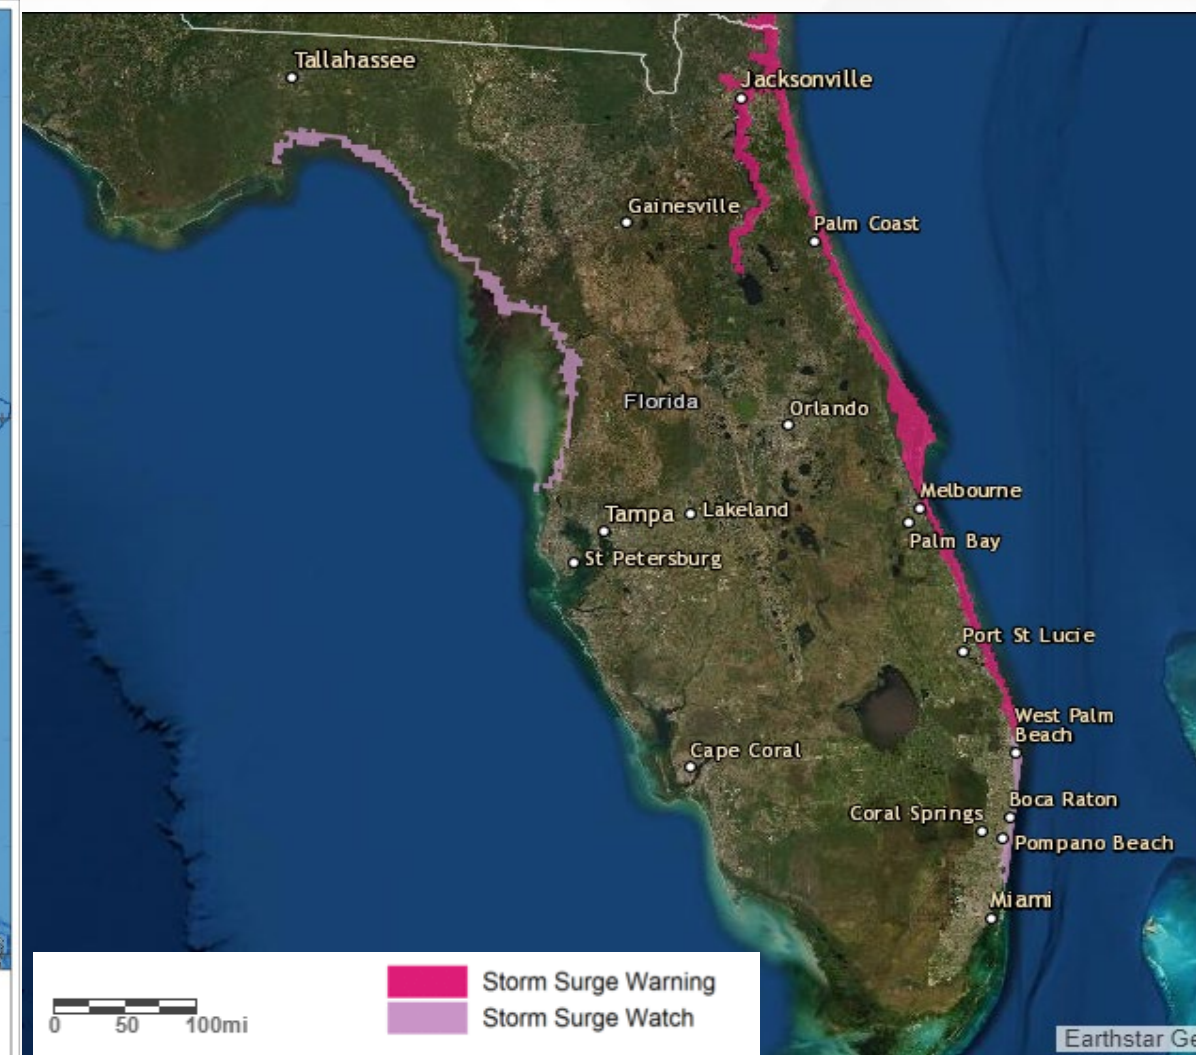 Tallahassee
Jacksonville
Gainesville
Palm Coast
Florida
Orlando
Melbourne
Tampa
Lakeland
Palm Bay
St Petersburg
Port St Lucie
West Palm
Beach
Cape Coral
Boca Raton
Coral Springs
Pompano Beach
Miami
Storm Surge Warning
Storm Surge Watch
0 50 100mi
Earthstar Ge